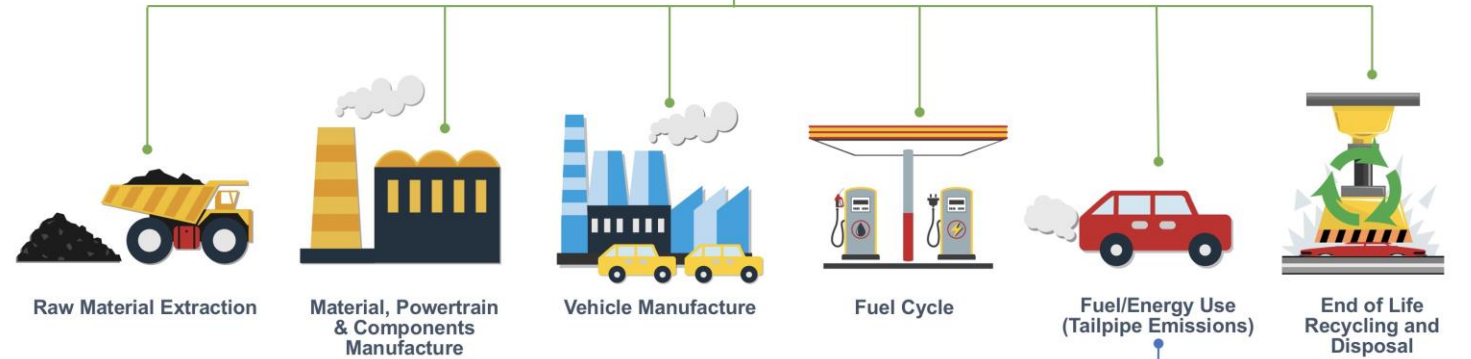 Raw Material Extraction
Material, Powertrain
& Components
Manufacture
Vehicle Manufacture
Fuel Cycle
Fuel/Energy Use
(Tailpipe Emissions)
End of Life
Recycling and
Disposal